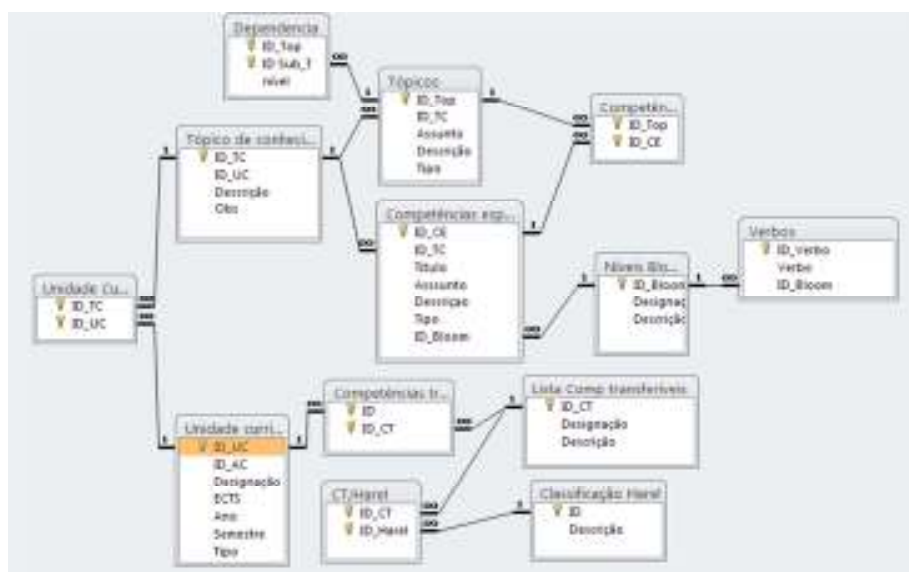 Dependencia
ID_Top
ID Sub_T
nível
Tópicos
ID_Top
ID_TC
Assunto
Descrição
Tipo
Competên...
ID_Top
ID_CE
Tópico de conheci...
ID_TC
ID_UC
Descrição
Obs
Competências esp...
ID_CE
ID_TC
Título
Asssunto
Descriçao
Tipo
ID_Bloom
Verbos
ID_Verbo
Verbo
ID_Bloom
Níveis Blo...
ID_Bloom
Designaç
Descrição
Unidade Cu...
ID_TC
ID_UC
Unidade curri...
ID_UC
ID_AC
Designação
ECTS
Ano
Semestre
Tipo
Competências tr...
ID
ID_CT
Lista Comp transferíveis
ID_CT
Designação
Descrição
CT/Harel
ID_CT
ID_Harel
Classificação Harel
ID
Descrição